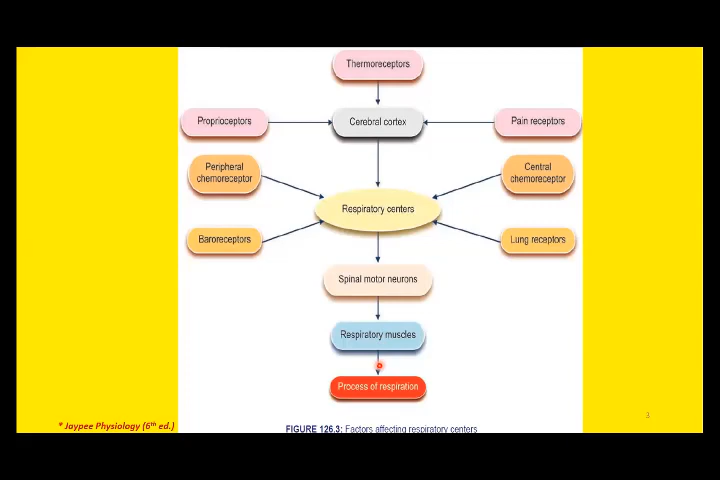 Thermoreceptors
Proprioceptors
Cerebral cortex
Pain receptors
Peripheral
chemoreceptor
Central
chemoreceptor
Respiratory centers
Baroreceptors
Lung receptors
Spinal motor neurons
Respiratory muscles
Process of respiration
3
* Jaypee Physiology (6th ed.)
FIGURE 126.3: Factors affecting respiratory centers